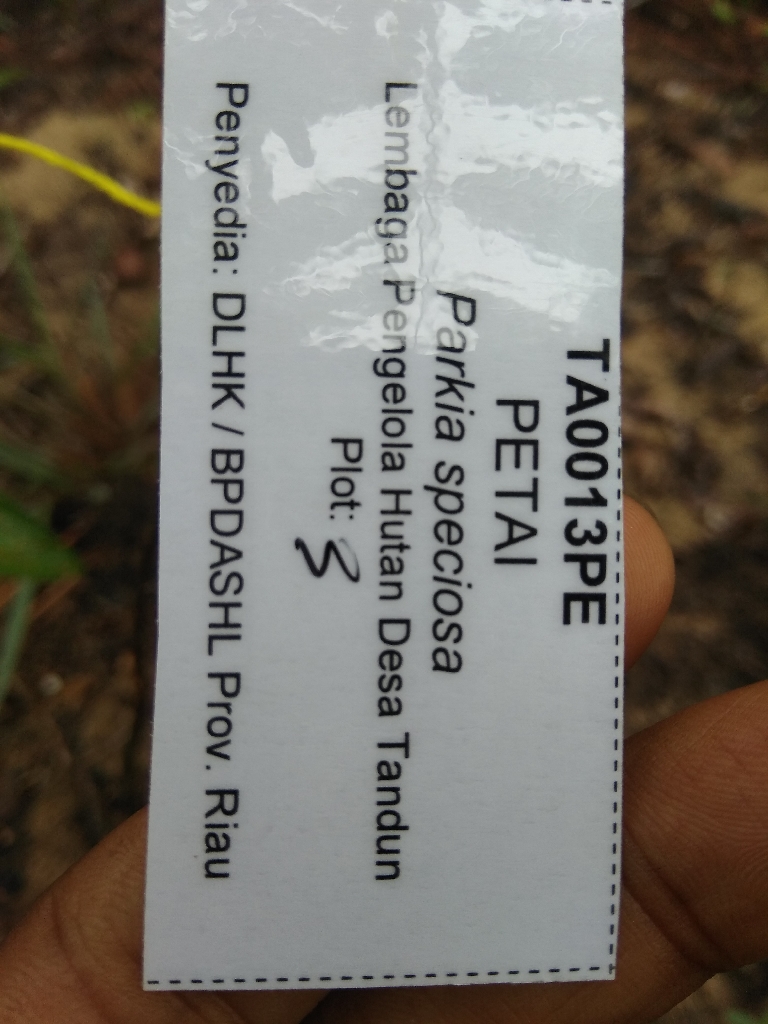 TA0013PE
PETAI
Parkia speciosa
Lembaga Pengelola Hutan Desa Tandun
Plot: 3
Penyedia: DLHK / BPDASHL Prov. Riau